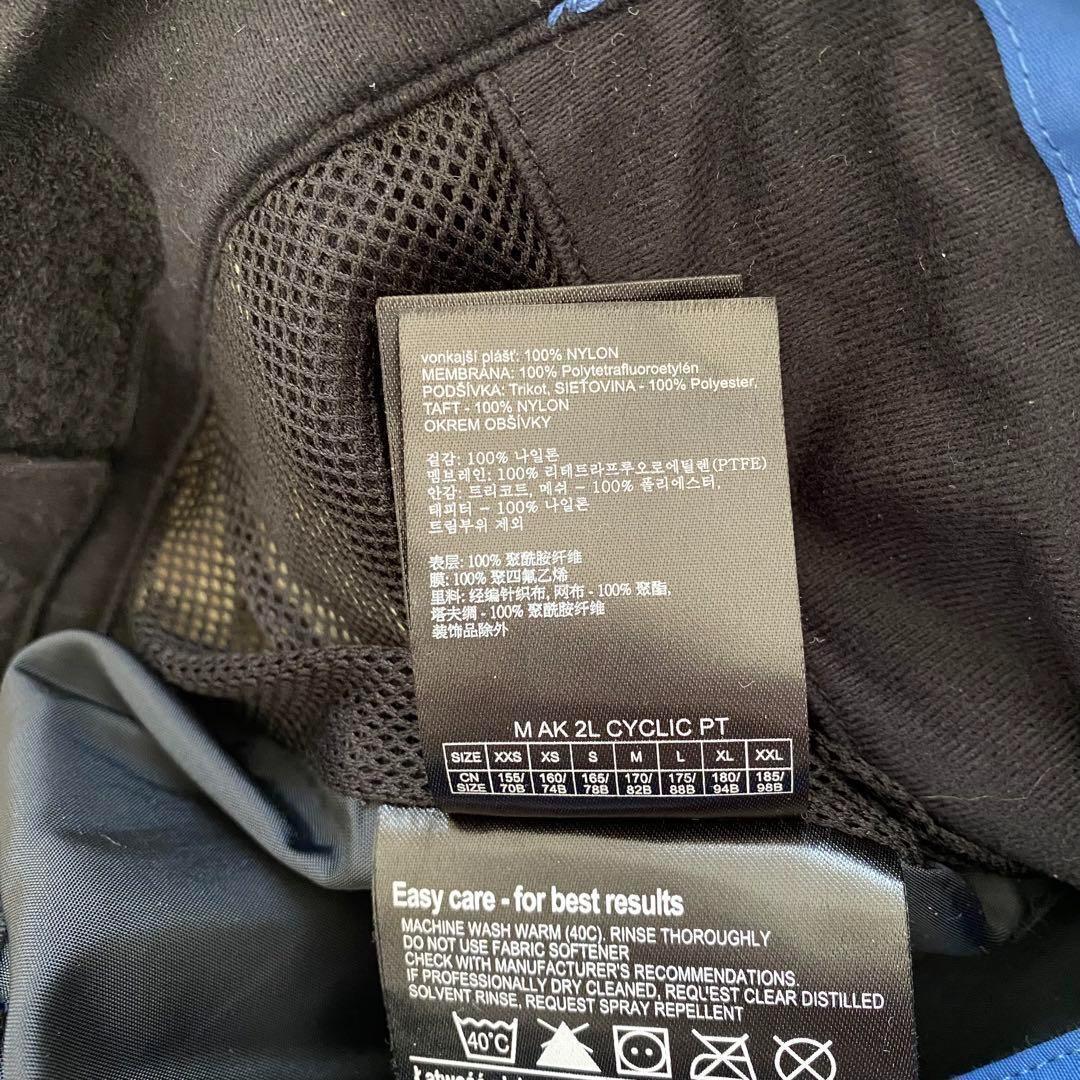 vonkajší plášť: 100% NYLON
MEMBRÁNA: 100% Polytetrafluoroetylén
PODŠÍVKA: Trikot, SIEŤOVINA - 100% Polyester,
TAFT - 100% NYLON
OKREM OBŠÍVKY
겉감: 100% 나일론
멘브레인: 100% 리테트라프루오로에틸렌(PTFE)
안감: 트리코트, 메쉬 - 100% 폴리에스터,
태피터 - 100% 나일론
트림부위 제외
表层: 100% 聚酰胺纤维
膜: 100% 聚四氟乙烯
里料: 经编针织布, 网布 - 100% 聚酯,
塔夫绸 - 100% 聚酰胺纤维
装饰品除外
M AK 2L CYCLIC PT
SIZE XXS XS S M L XL XXL
CN SIZE 155/70B 160/74B 165/78B 170/82B 175/88B 180/94B 185/98B
Easy care - for best results
MACHINE WASH WARM (40C). RINSE THOROUGHLY
DO NOT USE FABRIC SOFTENER
CHECK WITH MANUFACTURER'S RECOMMENDATIONS.
IF PROFESSIONALLY DRY CLEANED, REQUEST CLEAR DISTILLED
SOLVENT RINSE, REQUEST SPRAY REPELLENT
40°C